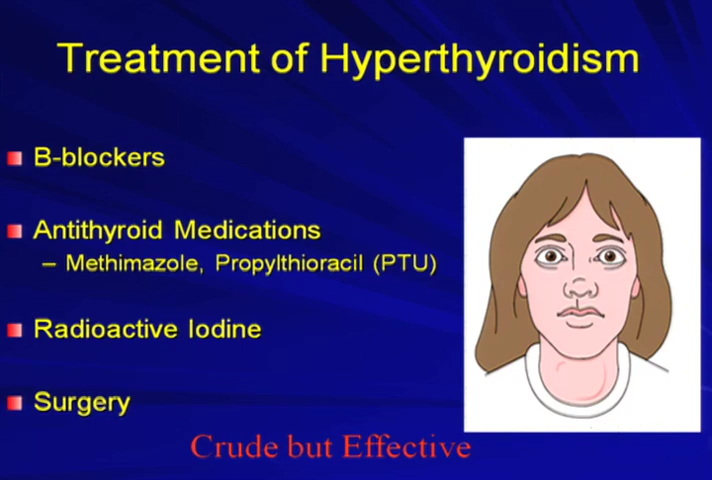 Treatment of Hyperthyroidism
B-blockers
Antithyroid Medications
– Methimazole, Propylthioracil (PTU)
Radioactive Iodine
Surgery
Crude but Effective